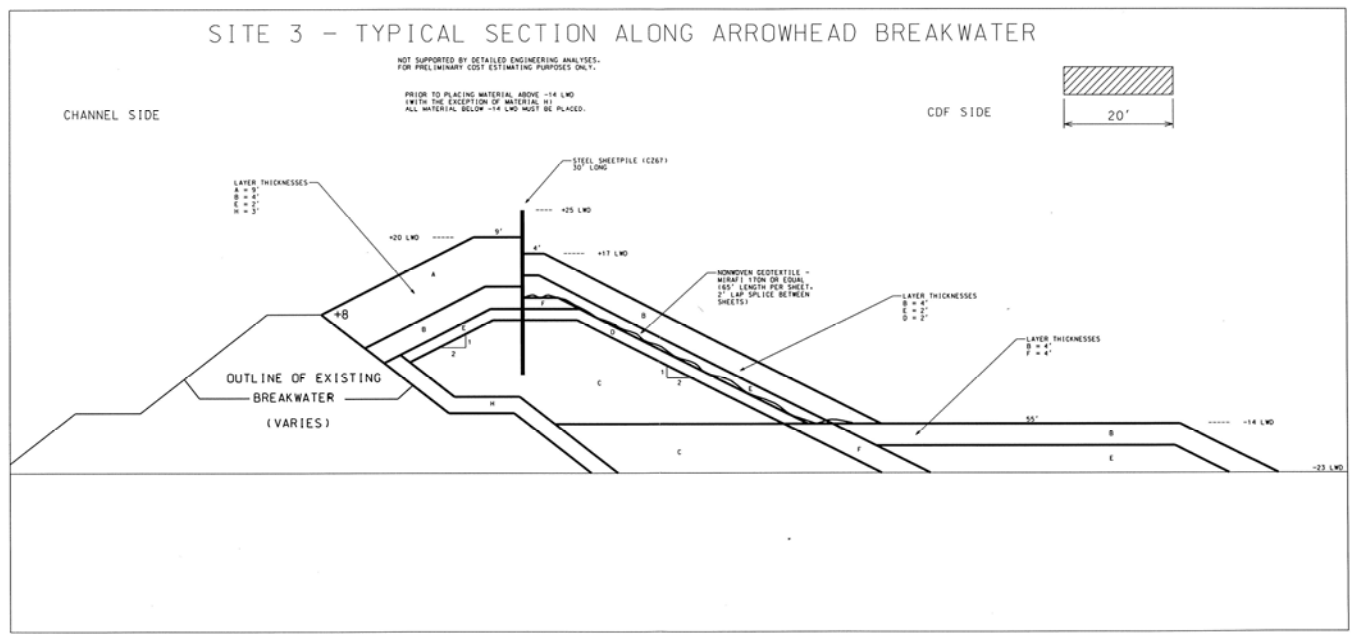 SITE 3 - TYPICAL SECTION ALONG ARROWHEAD BREAKWATER
NOT SUPPORTED BY DETAILED ENGINEERING ANALYSES.
FOR PRELIMINARY COST ESTIMATING PURPOSES ONLY.
PRIOR TO PLACING MATERIAL ABOVE -14 LWD
(WITH THE EXCEPTION OF MATERIAL H)
ALL MATERIAL BELOW -14 LWD MUST BE PLACED.
CHANNEL SIDE
CDF SIDE
20'
STEEL SHEETPILE (CZ67)
30' LONG
LAYER THICKNESSES
A = 9'
B = 4'
E = 2'
H = 3'
+25 LWD
+20 LWD
9'
4'
+17 LWD
A
NONWOVEN GEOTEXTILE -
MIRAFI 1TON OR EQUAL
(65' LENGTH PER SHEET,
2' LAP SPLICE BETWEEN
SHEETS)
LAYER THICKNESSES
B = 4'
E = 2'
D = 2'
F
+8
B
B
E
D
LAYER THICKNESSES
B = 4'
F = 4'
1
2
1
2
OUTLINE OF EXISTING
BREAKWATER
(VARIES)
C
E
H
55'
-14 LWD
B
C
F
E
-23 LWD